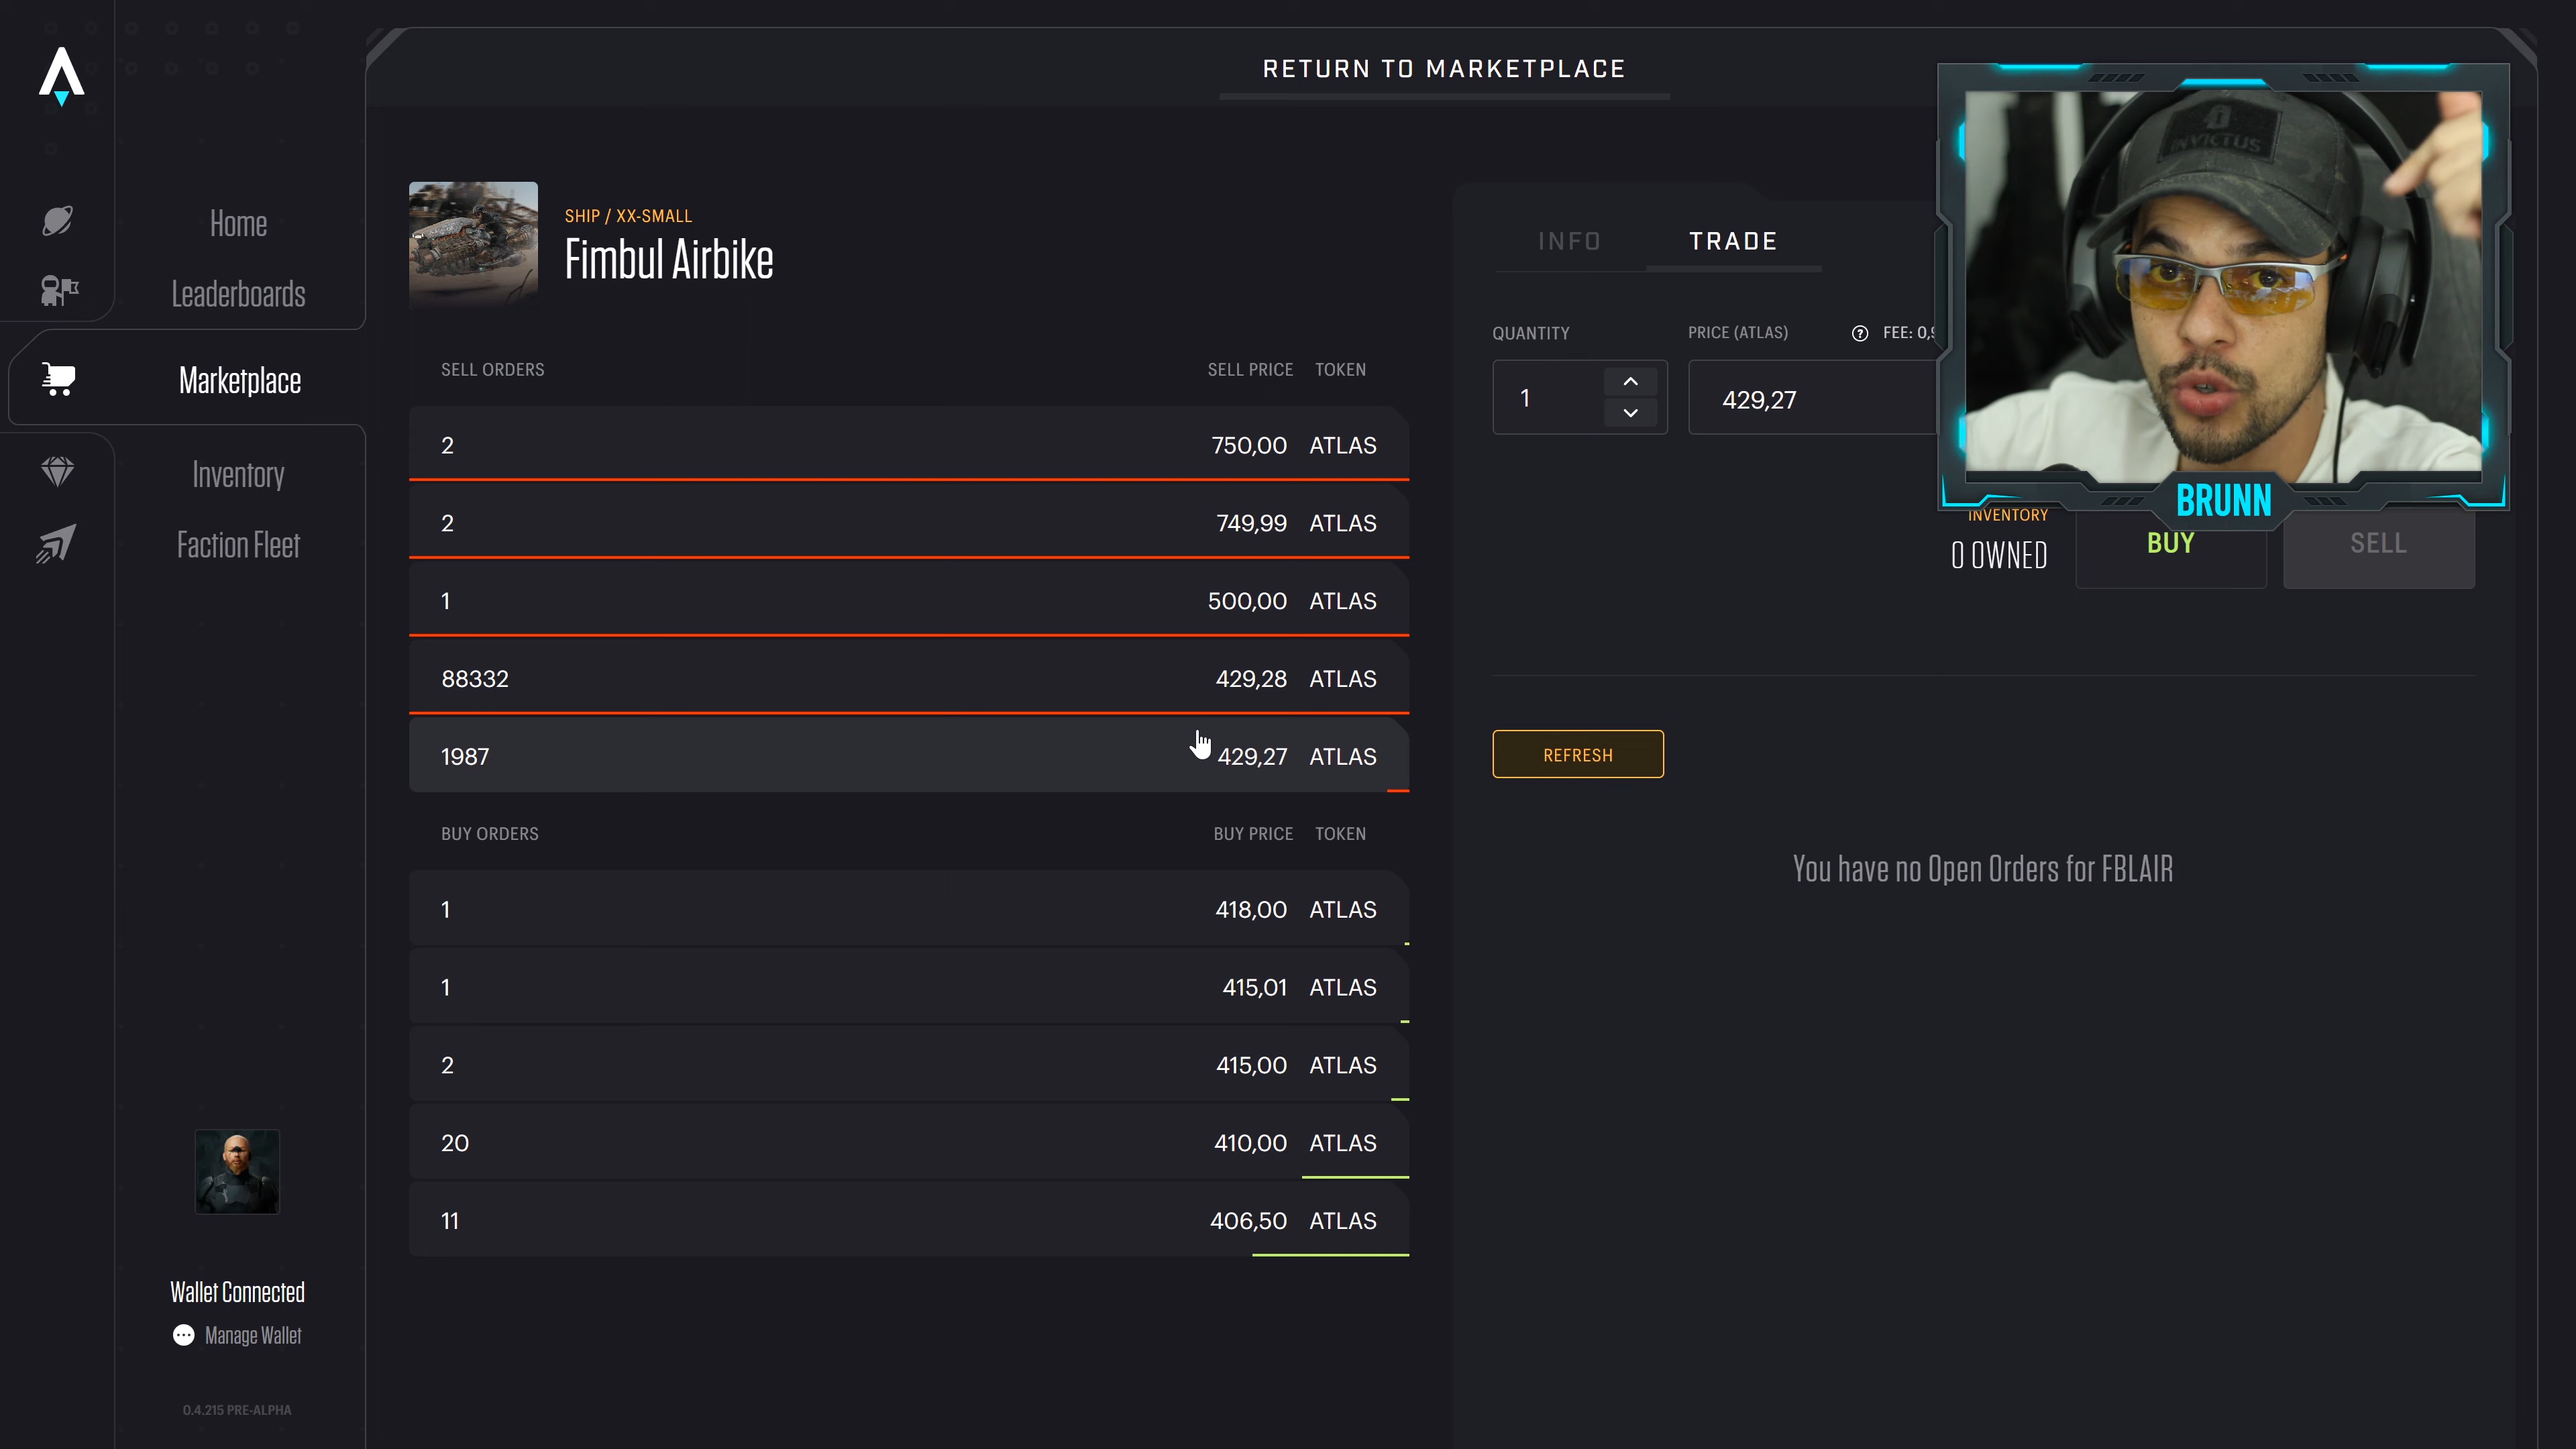 RETURN TO MARKETPLACE
Home
Leaderboards
Marketplace
Inventory
Faction Fleet
Wallet Connected
Manage Wallet
0.4.215 PRE-ALPHA
SHIP / XX-SMALL
Fimbul Airbike
SELL ORDERS SELL PRICE TOKEN
2 750,00 ATLAS
2 749,99 ATLAS
1 500,00 ATLAS
88332 429,28 ATLAS
1987 429,27 ATLAS
BUY ORDERS BUY PRICE TOKEN
1 418,00 ATLAS
1 415,01 ATLAS
2 415,00 ATLAS
20 410,00 ATLAS
11 406,50 ATLAS
INFO TRADE
QUANTITY PRICE (ATLAS) FEE:
1 429,27
INVICTUS
BRUNN
INVENTORY
0 OWNED
BUY
SELL
REFRESH
You have no Open Orders for FBLAIR